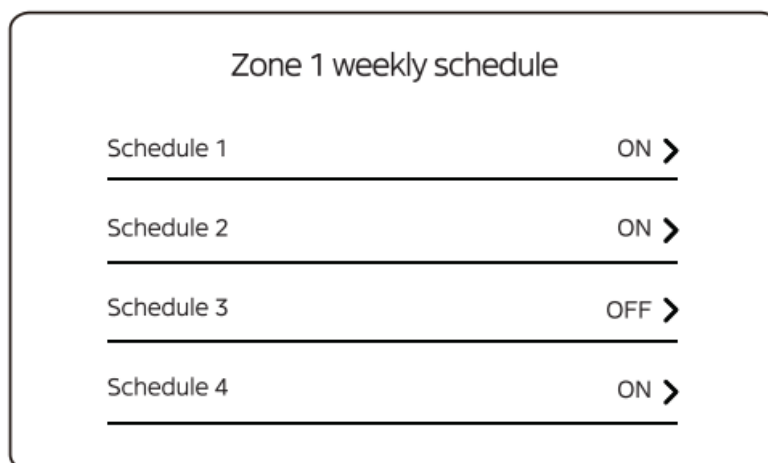 Zone 1 weekly schedule
Schedule 1 ON
Schedule 2 ON
Schedule 3 OFF
Schedule 4 ON